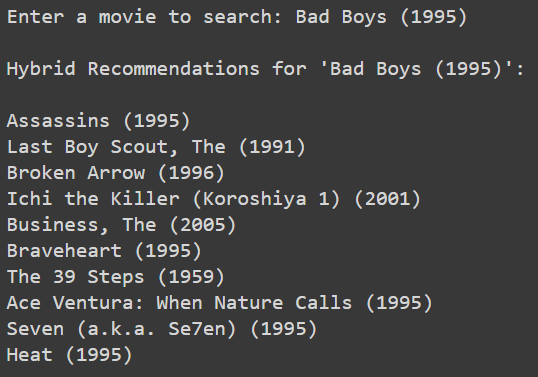 Enter a movie to search: Bad Boys (1995)
Hybrid Recommendations for 'Bad Boys (1995)':
Assassins (1995)
Last Boy Scout, The (1991)
Broken Arrow (1996)
Ichi the Killer (Koroshiya 1) (2001)
Business, The (2005)
Braveheart (1995)
The 39 Steps (1959)
Ace Ventura: When Nature Calls (1995)
Seven (a.k.a. Se7en) (1995)
Heat (1995)